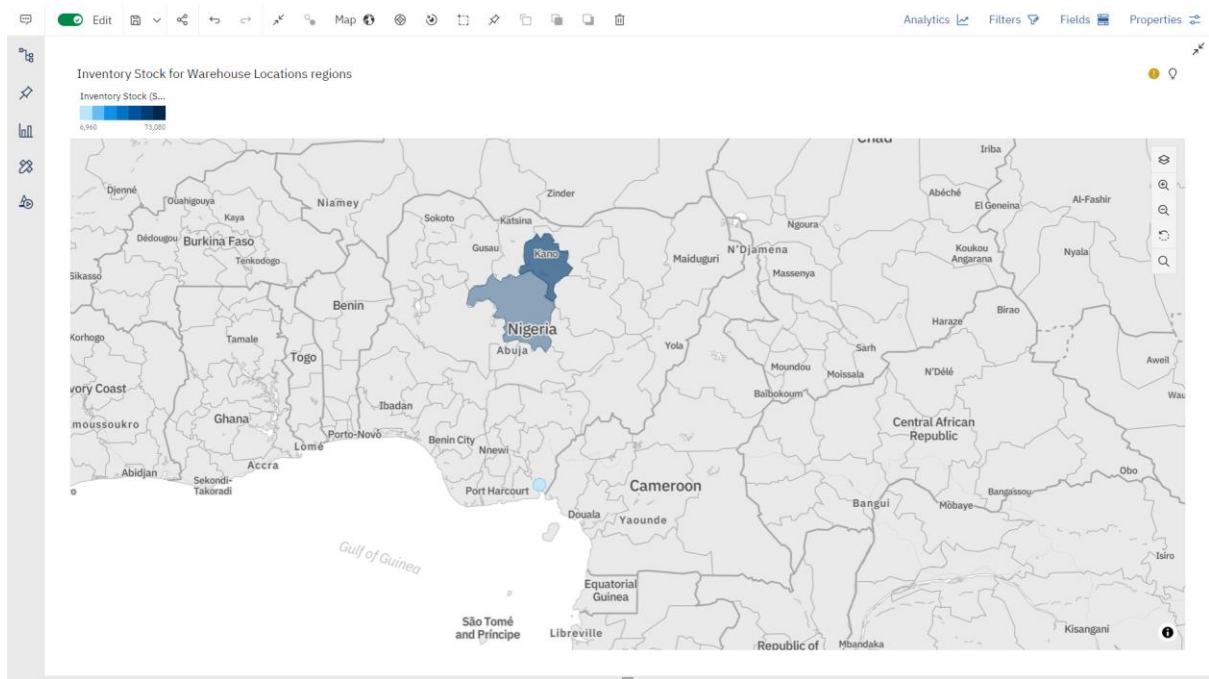 Edit
Map
Analytics
Filters
Fields
Properties
Inventory Stock for Warehouse Locations regions
Inventory Stock (S...
6,960
73,080
Chad
Iriba
Djenné
Ouahigouya
Niamey
Zinder
Abéché
El Geneina
Al-Fashir
Kaya
Sokoto
Katsina
Ngoura
Dédougou
Burkina Faso
Gusau
Kano
Maiduguri
N'Djamena
Koukou
Angarana
Nyala
Tenkodogo
Sikasso
Massenya
Benin
Birao
Haraze
Nigeria
Korhogo
Tamale
Togo
Abuja
Yola
Sarh
Aweil
Moundou
Moissala
N'Délé
Ivory Coast
Baïbokoum
Wau
Ibadan
Ghana
Central African
Republic
moussoukro
Porto-Novo
Benin City
Lomé
Nnewi
Accra
Abidjan
Sekondi-
Takoradi
Obo
Port Harcourt
Cameroon
Bangassou
Bangui
Mobaye
Douala
Yaounde
Gulf of Guinea
Isiro
Equatorial
Guinea
São Tomé
and Príncipe
Libreville
Kisangani
Republic of
Mbandaka